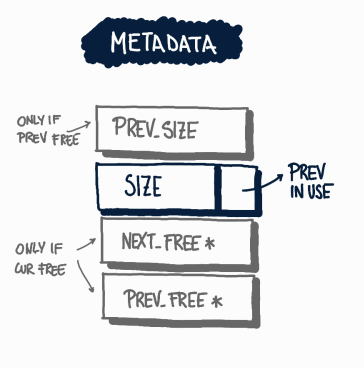 METADATA
ONLY IF
PREV FREE
PREV_SIZE
SIZE
PREV
IN USE
ONLY IF
CUR FREE
NEXT_FREE *
PREV_FREE *